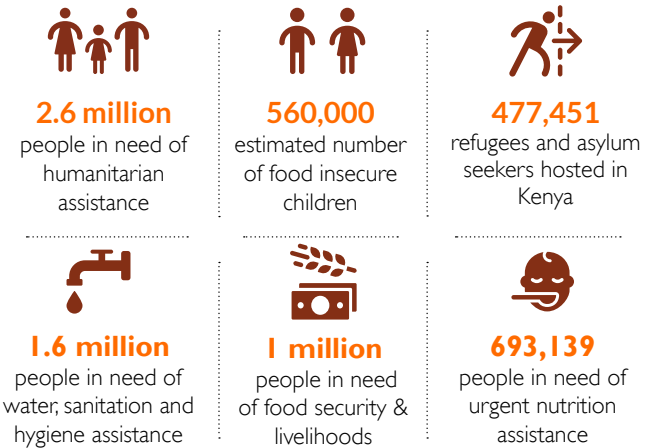 2.6 million
people in need of
humanitarian
assistance
560,000
estimated number
of food insecure
children
477,451
refugees and asylum
seekers hosted in
Kenya
1.6 million
people in need of
water, sanitation and
hygiene assistance
1 million
people in need
of food security &
livelihoods
693,139
people in need of
urgent nutrition
assistance